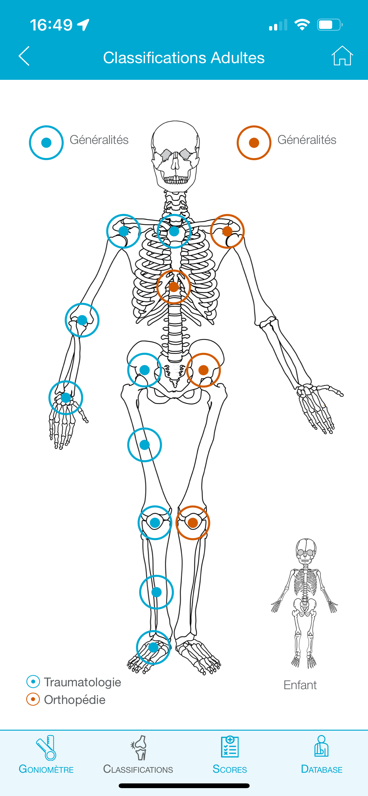 16:49
Classifications Adultes
Généralités
Généralités
Enfant
Traumatologie
Orthopédie
Goniomètre
Classifications
Scores
Database